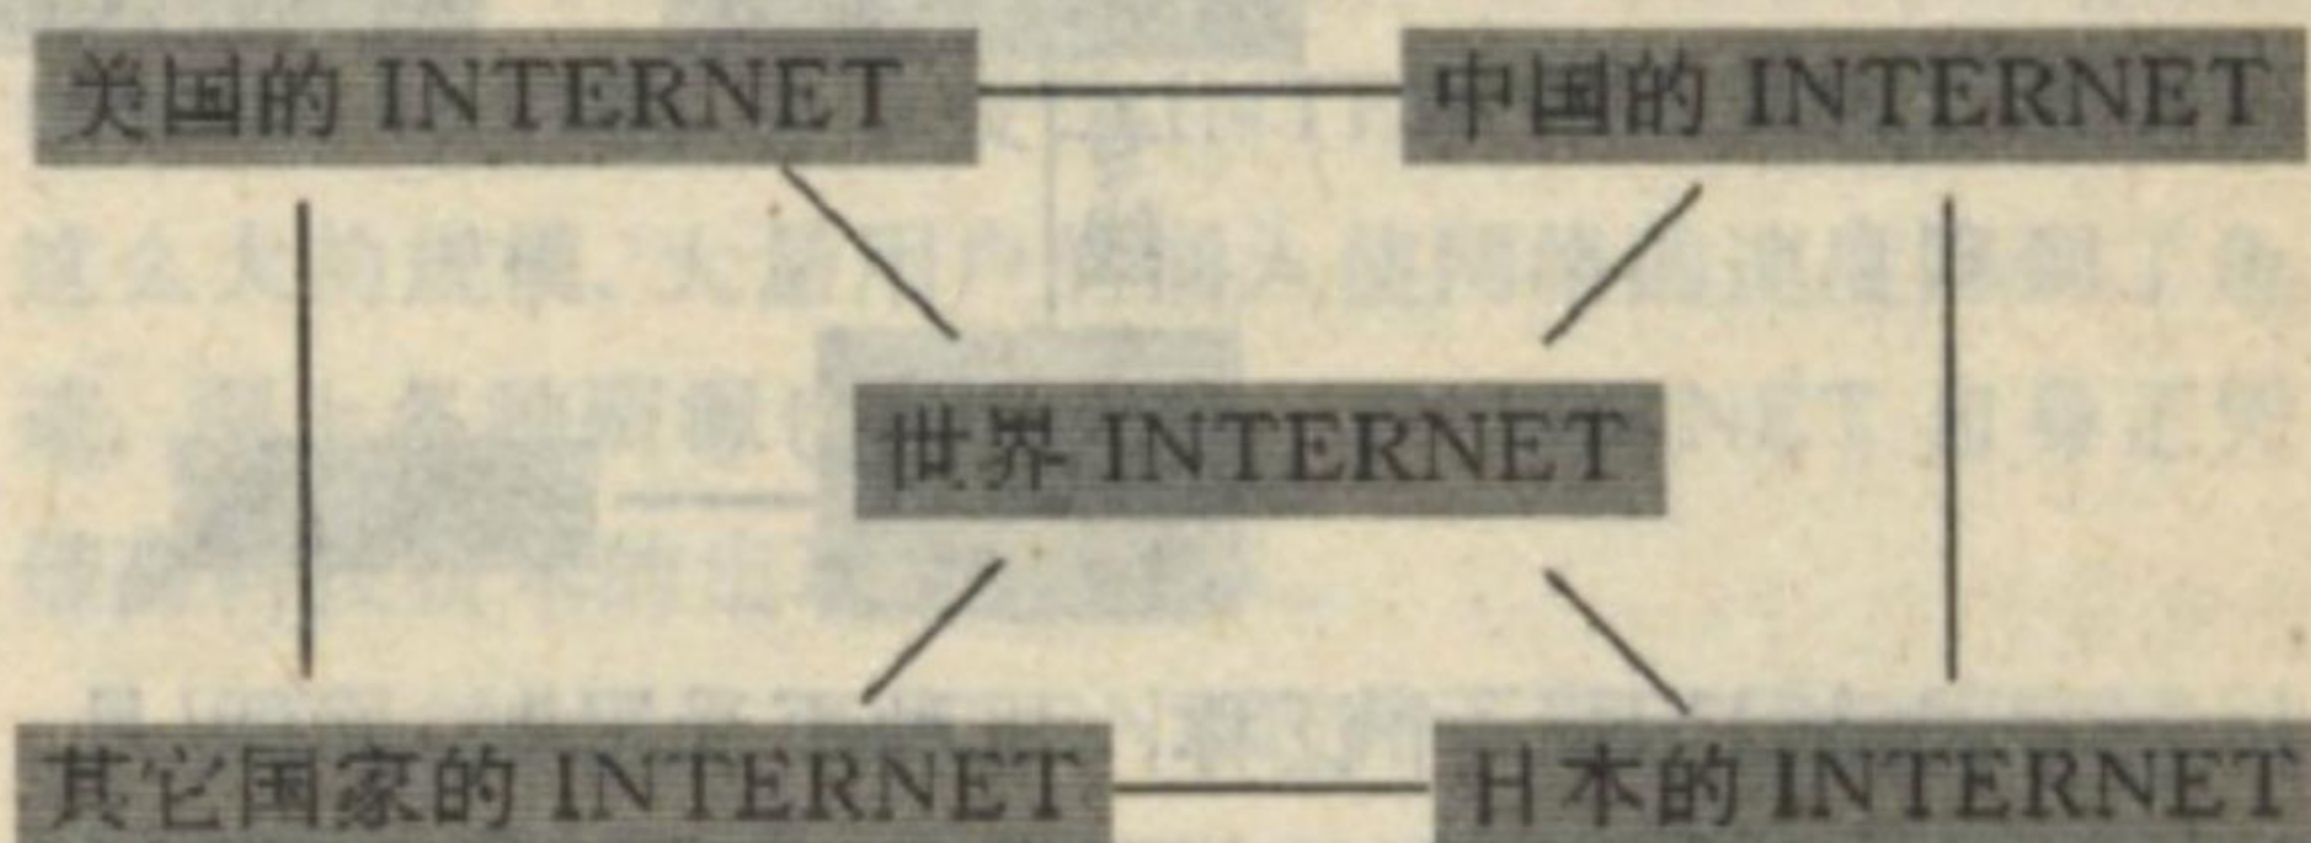 美国的 INTERNET
中国的 INTERNET
世界 INTERNET
其它国家的 INTERNET
日本的 INTERNET